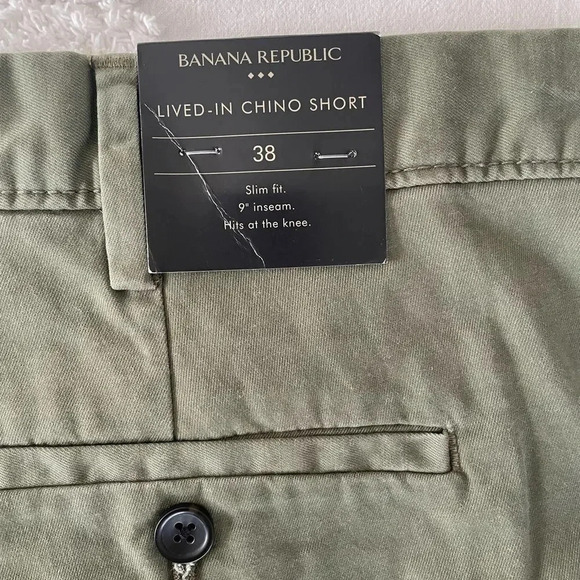 BANANA REPUBLIC
LIVED-IN CHINO SHORT
38
Slim fit.
9" inseam.
Hits at the knee.